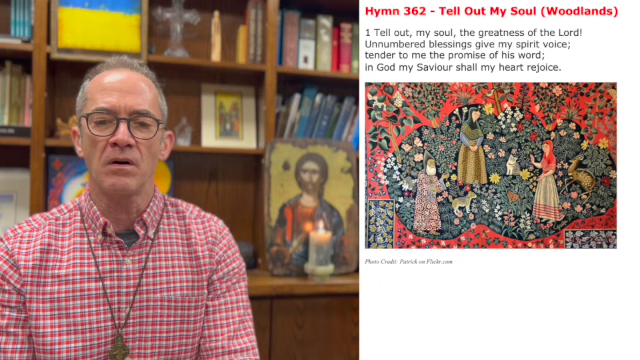 Hymn 362 - Tell Out My Soul (Woodlands)
1 Tell out, my soul, the greatness of the Lord!
Unnumbered blessings give my spirit voice;
tender to me the promise of his word;
in God my Saviour shall my heart rejoice.
Photo Credit: Patrick on Flickr.com